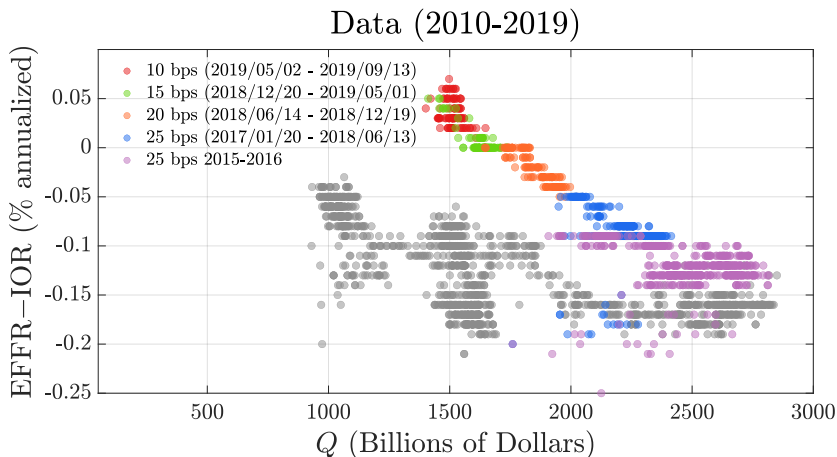 Data (2010-2019)
10 bps (2019/05/02 - 2019/09/13)
15 bps (2018/12/20 - 2019/05/01)
20 bps (2018/06/14 - 2018/12/19)
25 bps (2017/01/20 - 2018/06/13)
25 bps 2015-2016
EFFR−IOR (% annualized)
0.05
0
-0.05
-0.1
-0.15
-0.2
-0.25
500 1000 1500 2000 2500 3000
Q (Billions of Dollars)